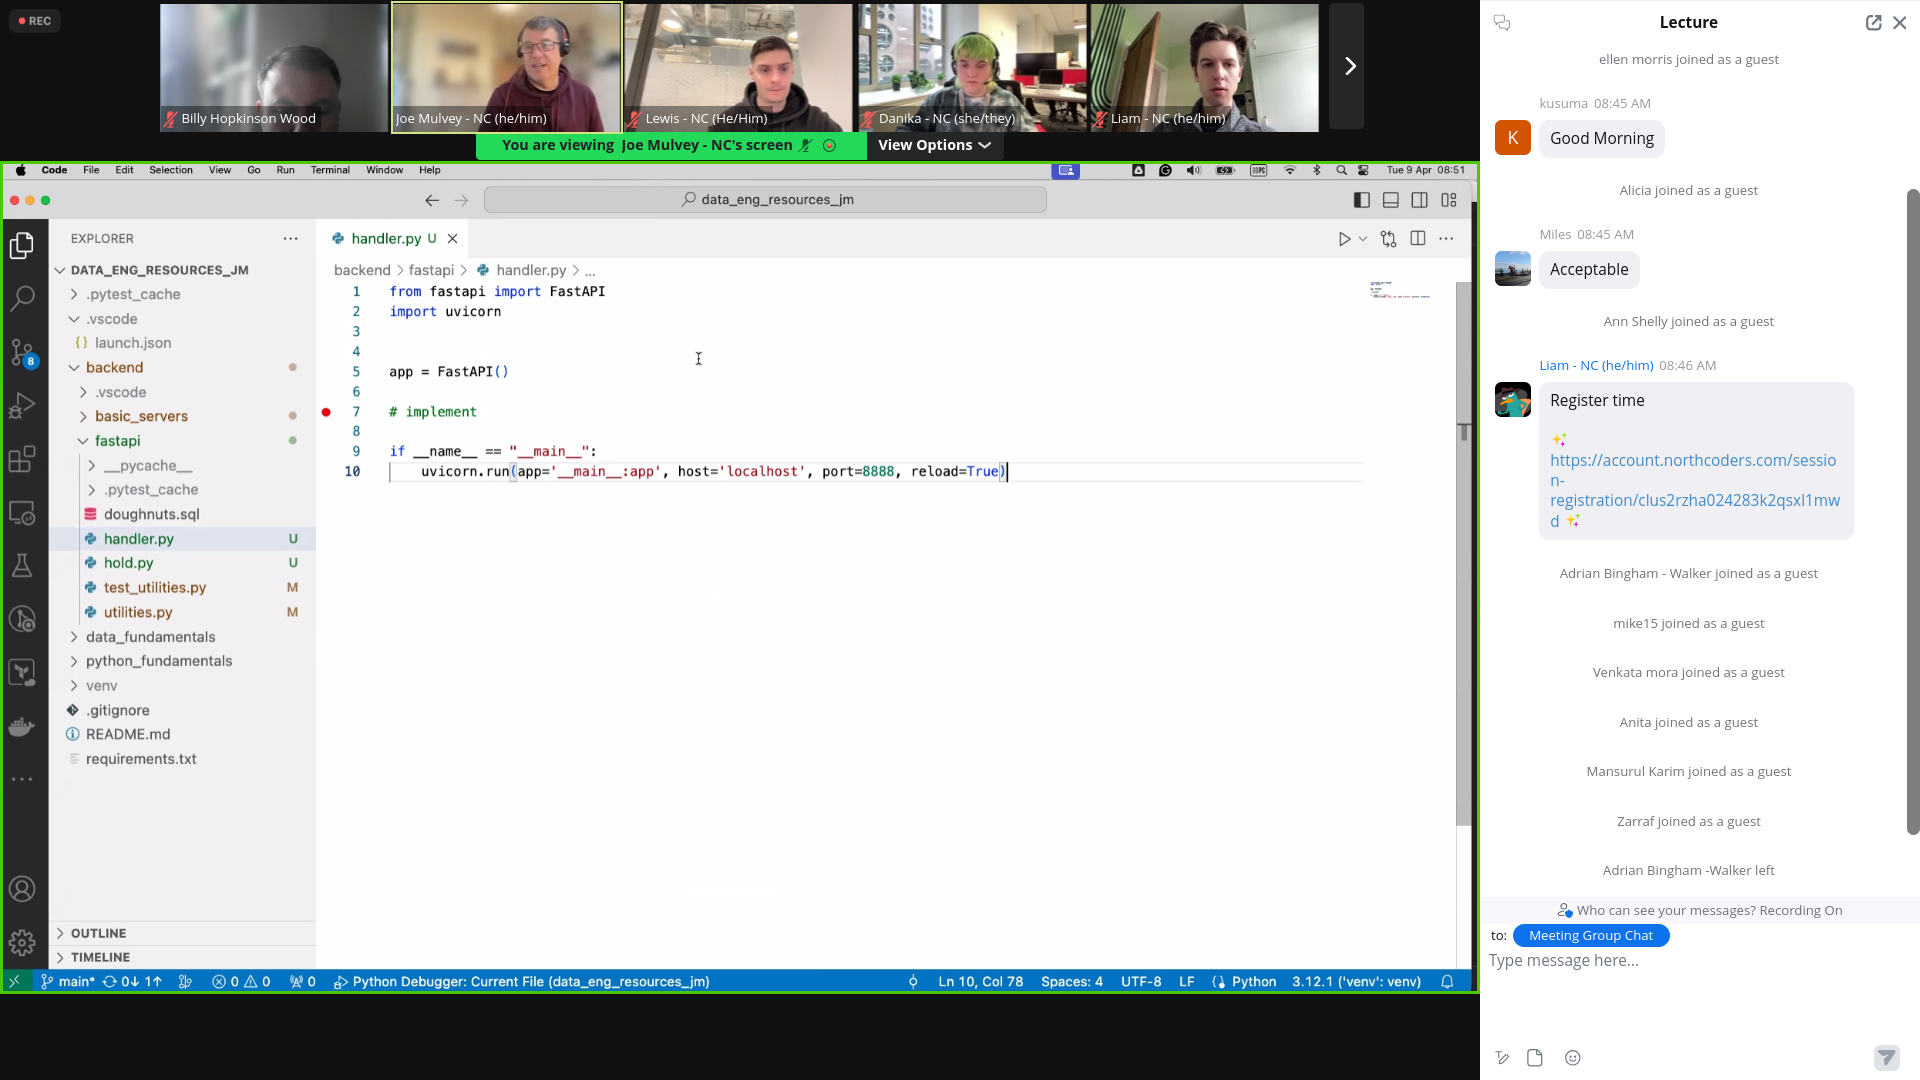 REC
Billy Hopkinson Wood
Joe Mulvey - NC (he/him)
Lewis - NC (He/Him)
Danika - NC (she/they)
Liam - NC (he/him)
You are viewing Joe Mulvey - NC's screen
View Options
Code File Edit Selection View Go Run Terminal Window Help
Tue 9 Apr 08:51
data_eng_resources_jm
EXPLORER
DATA_ENG_RESOURCES_JM
.pytest_cache
.vscode
{} launch.json
backend
.vscode
basic_servers
fastapi
__pycache__
.pytest_cache
doughnuts.sql
handler.py U
hold.py U
test_utilities.py M
utilities.py M
data_fundamentals
python_fundamentals
venv
.gitignore
README.md
requirements.txt
OUTLINE
TIMELINE
8
handler.py U
backend > fastapi > handler.py > ...
1 from fastapi import FastAPI
2 import uvicorn
3
4
5 app = FastAPI()
6
7 # implement
8
9 if __name__ == "__main__":
10 uvicorn.run(app='__main__:app', host='localhost', port=8888, reload=True)
main* 0↓ 1↑ 0 0 0 Python Debugger: Current File (data_eng_resources_jm)
Ln 10, Col 78 Spaces: 4 UTF-8 LF Python 3.12.1 ('venv': venv)
Lecture
ellen morris joined as a guest
kusuma 08:45 AM
K
Good Morning
Alicia joined as a guest
Miles 08:45 AM
Acceptable
Ann Shelly joined as a guest
Liam - NC (he/him) 08:46 AM
Register time
✨
https://account.northcoders.com/sessio
n-
registration/clus2rzha024283k2qsxl1mw
d ✨
Adrian Bingham - Walker joined as a guest
mike15 joined as a guest
Venkata mora joined as a guest
Anita joined as a guest
Mansurul Karim joined as a guest
Zarraf joined as a guest
Adrian Bingham -Walker left
Who can see your messages? Recording On
to: Meeting Group Chat
Type message here...